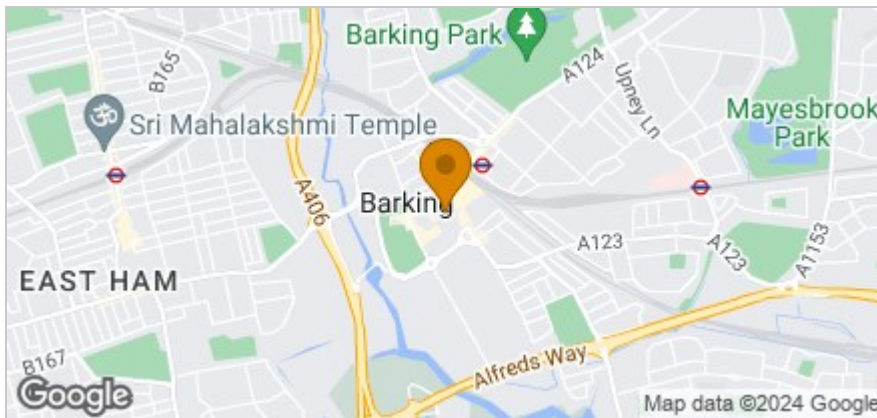 Barking Park
A124
B165
Upney Ln
Mayesbrook
Park
ॐ
Sri Mahalakshmi Temple
A406
Barking
A123
A123
A1153
EAST HAM
B167
Alfreds Way
Google
Map data ©2024 Google